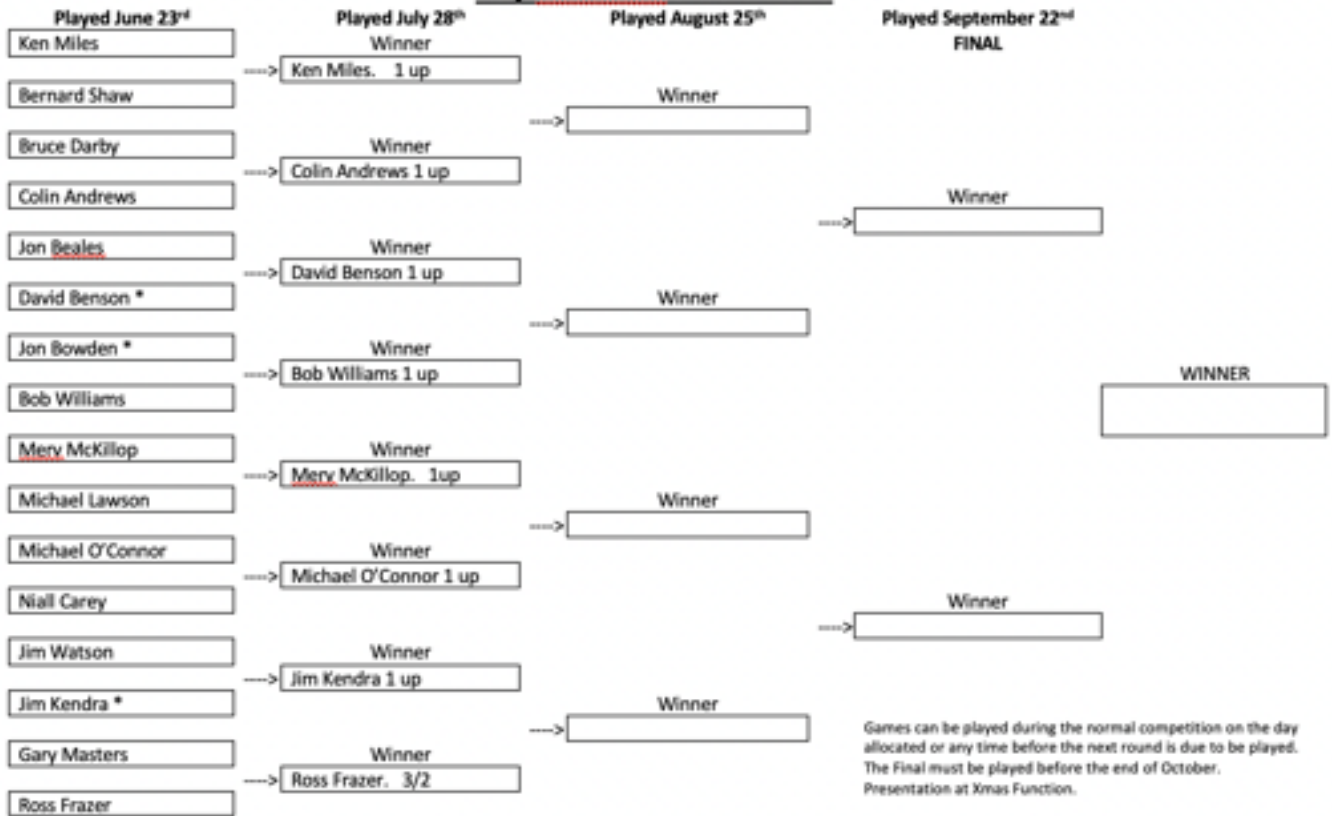 Played June 23rd
Played July 28th
Played August 25th
Played September 22nd
Ken Miles
Winner
FINAL
----> Ken Miles. 1 up
Bernard Shaw
Winner
---->
Bruce Darby
Winner
----> Colin Andrews 1 up
Colin Andrews
Winner
---->
Jon Beales
Winner
----> David Benson 1 up
David Benson *
Winner
---->
Jon Bowden *
Winner
----> Bob Williams 1 up
WINNER
Bob Williams
Merv McKillop
Winner
----> Merv McKillop. 1up
Michael Lawson
Winner
---->
Michael O'Connor
Winner
----> Michael O'Connor 1 up
Niall Carey
Winner
---->
Jim Watson
Winner
----> Jim Kendra 1 up
Jim Kendra *
Winner
---->
Gary Masters
Winner
----> Ross Frazer. 3/2
Ross Frazer
Games can be played during the normal competition on the day
allocated or any time before the next round is due to be played.
The Final must be played before the end of October.
Presentation at Xmas Function.